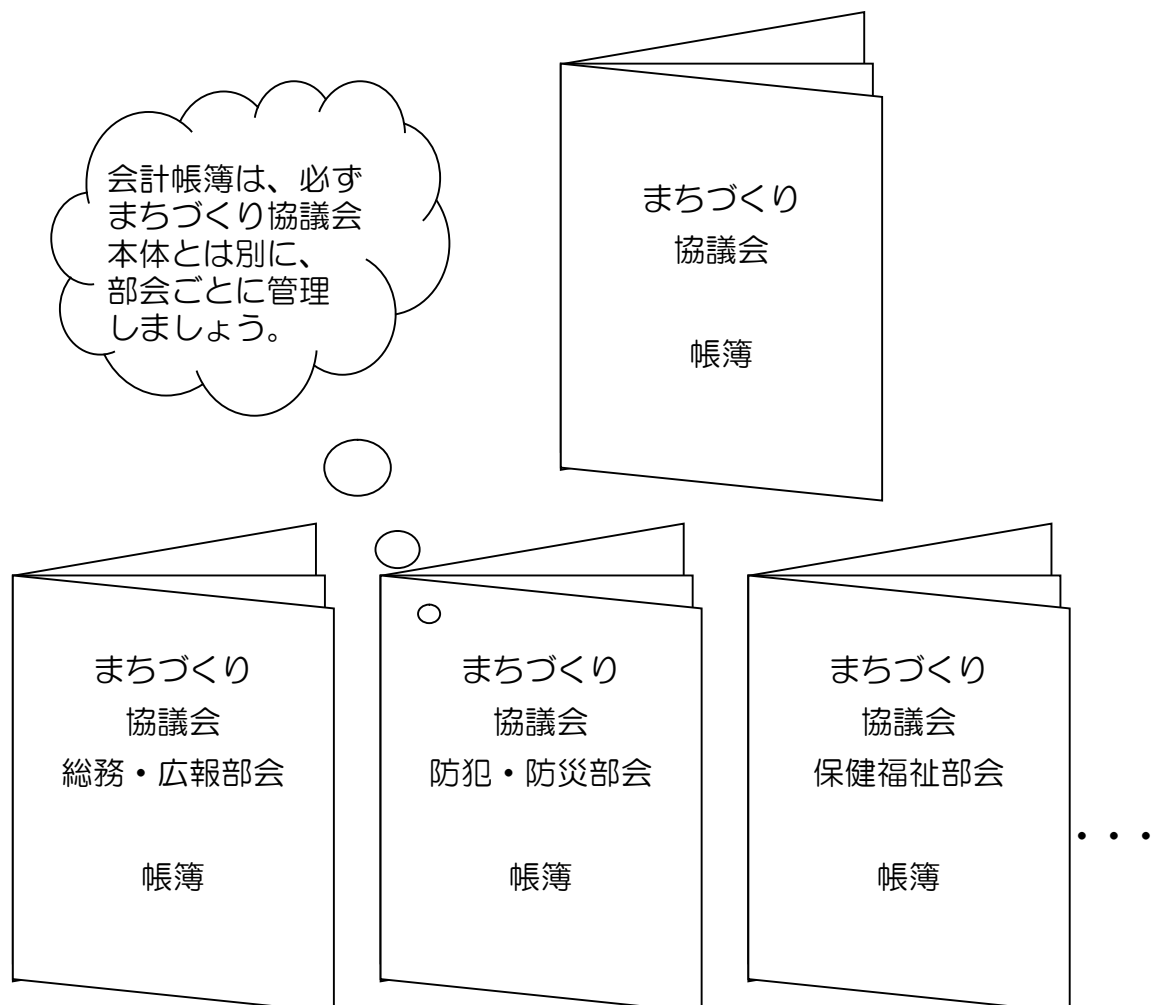 会計帳簿は、必ず
まちづくり協議会
本体とは別に、
部会ごとに管理
しましょう。
まちづくり
協議会
帳簿
まちづくり
協議会
総務・広報部会
帳簿
まちづくり
協議会
防犯・防災部会
帳簿
まちづくり
協議会
保健福祉部会
帳簿
・・・